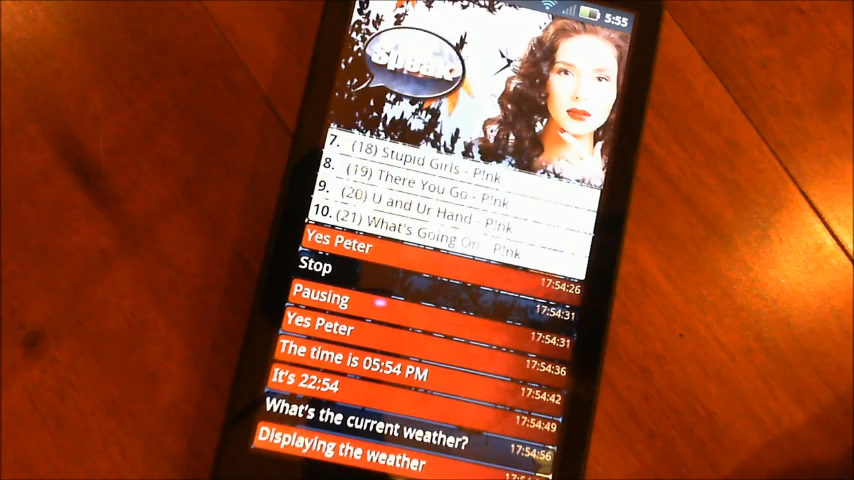 5:55
Speak
7. (18) Stupid Girls - P!nk
8. (19) There You Go - P!nk
9. (20) U and Ur Hand - P!nk
10. (21) What's Going On - P!nk
Yes Peter
17:54:26
Stop
17:54:31
Pausing
17:54:31
Yes Peter
17:54:36
The time is 05:54 PM
17:54:42
It's 22:54
17:54:49
What's the current weather?
17:54:56
Displaying the weather